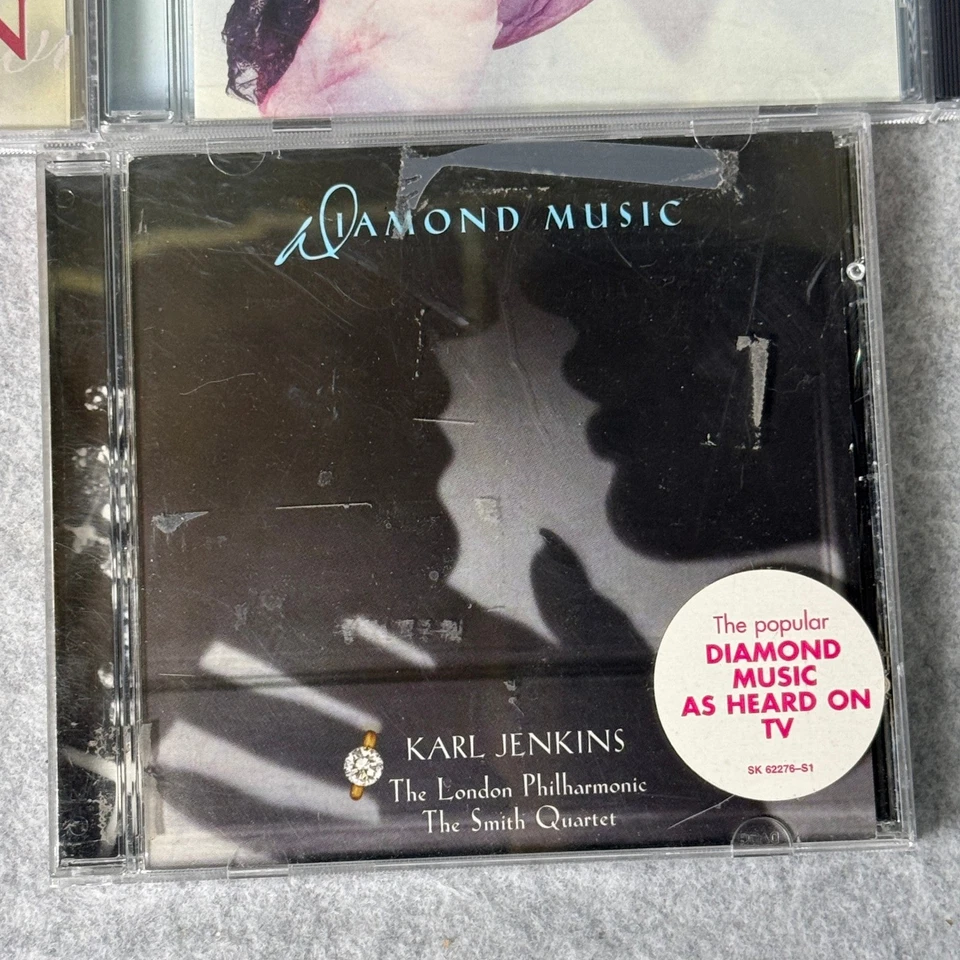 DIAMOND MUSIC
The popular
DIAMOND
MUSIC
AS HEARD ON
TV
SK 62276–S1
KARL JENKINS
The London Philharmonic
The Smith Quartet